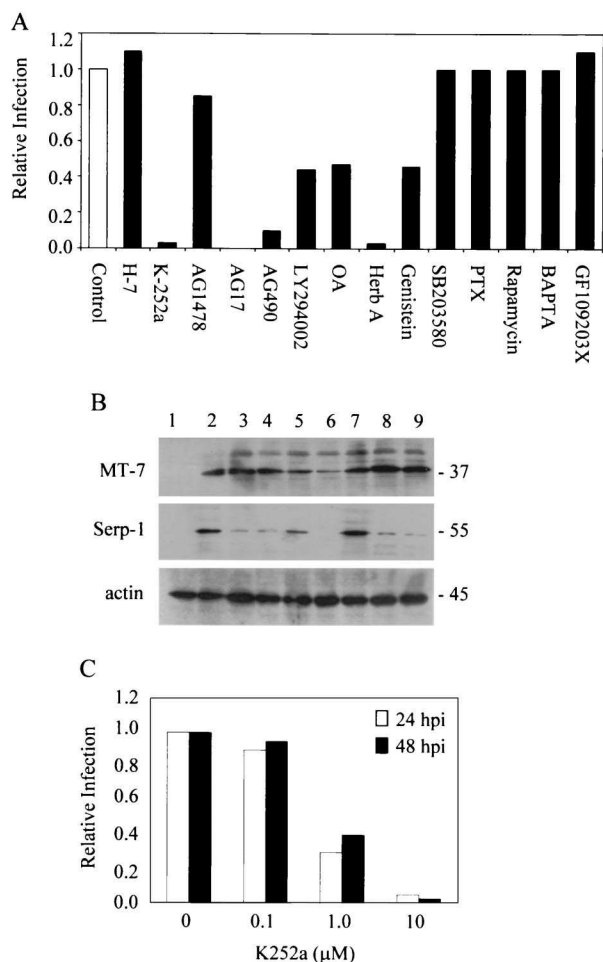 A
Relative Infection
1.2
1.0
0.8
0.6
0.4
0.2
0.0
Control
H-7
K-252a
AG1478
AG17
AG490
LY294002
OA
Herb A
Genistein
SB203580
PTX
Rapamycin
BAPTA
GF109203X
B
1 2 3 4 5 6 7 8 9
MT-7 - 37
Serp-1 - 55
actin - 45
C
Relative Infection
1.2
1.0
0.8
0.6
0.4
0.2
0.0
24 hpi
48 hpi
0 0.1 1.0 10
K252a (µM)